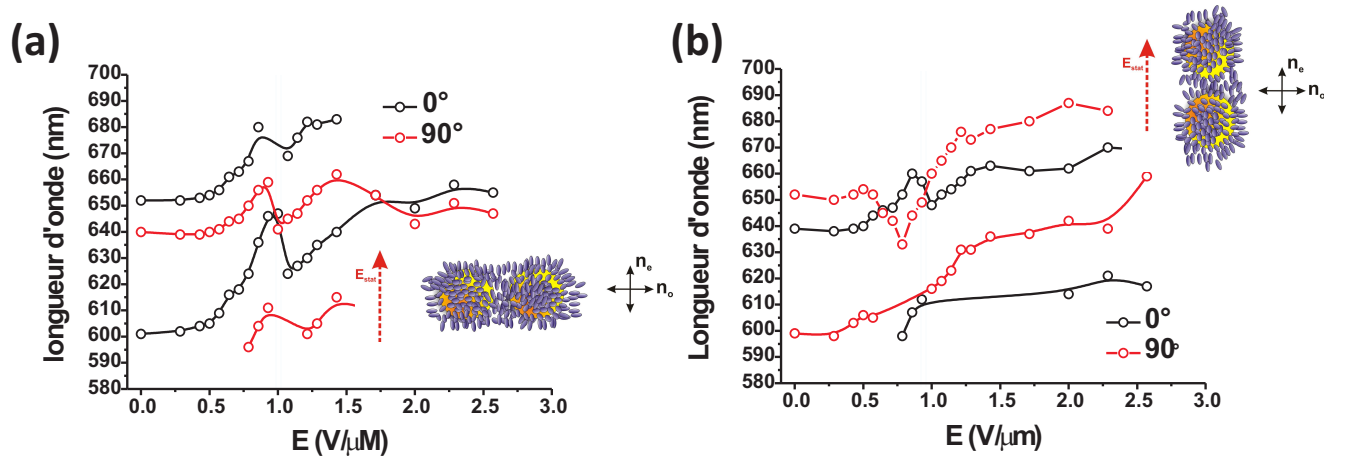 (a)
longueur d'onde (nm)
700
690
680
670
660
650
640
630
620
610
600
590
580
0°
90°
E_stat
n_e
n_o
0.0 0.5 1.0 1.5 2.0 2.5 3.0
E (V/μM)
(b)
Longueur d'onde (nm)
700
690
680
670
660
650
640
630
620
610
600
590
580
E_stat
n_e
n_o
0°
90°
0.0 0.5 1.0 1.5 2.0 2.5 3.0
E (V/μm)